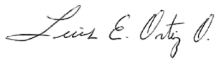 Luis E. Ortiz O.